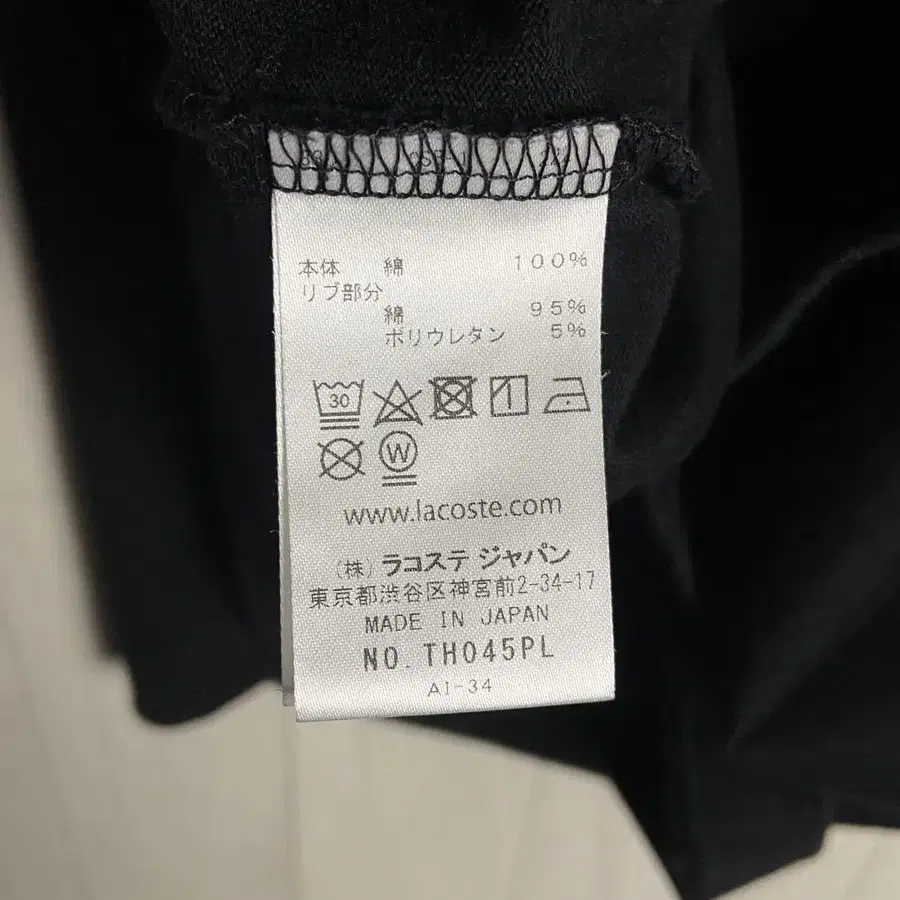 本体 綿 100%
リブ部分
綿 95%
ポリウレタン 5%
30
W
www.lacoste.com
(株) ラコステ ジャパン
東京都渋谷区神宮前2-34-17
MADE IN JAPAN
NO. TH045PL
AI-34